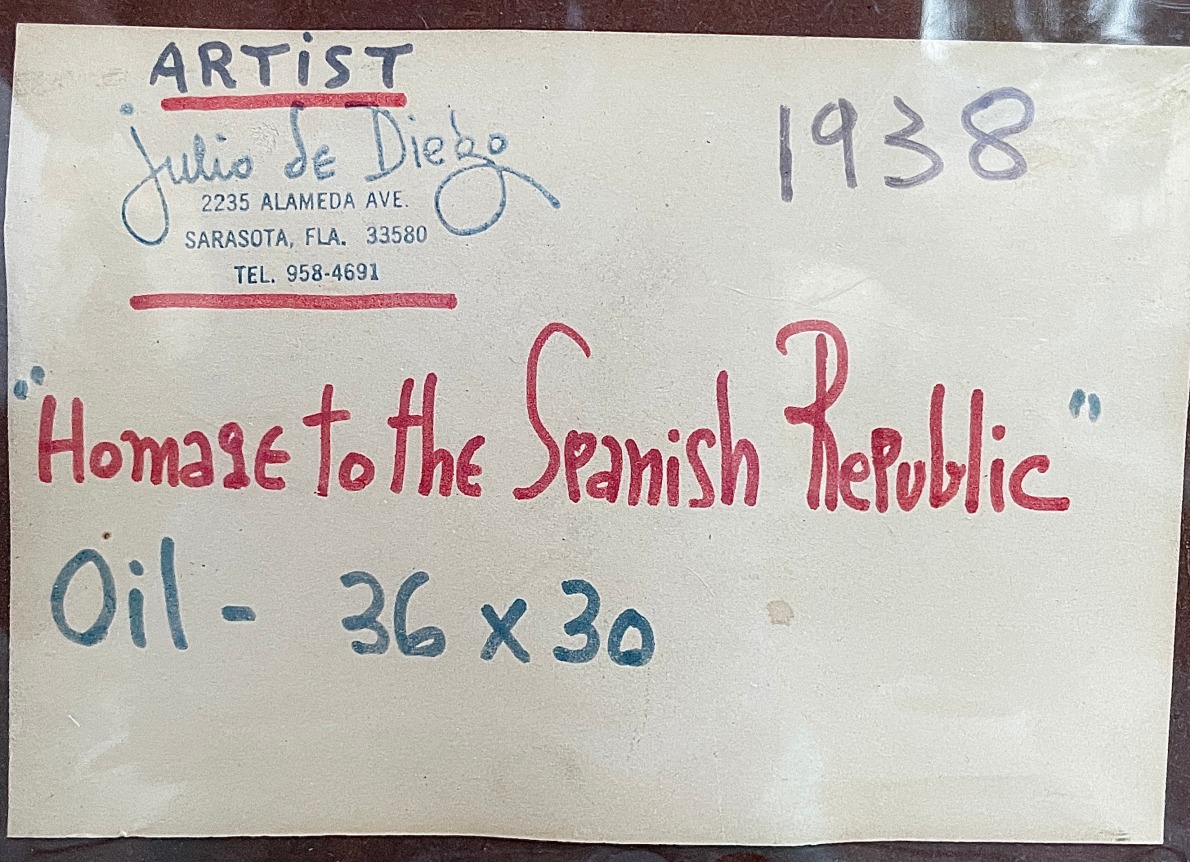 ARTIST
Julio de Diego
1938
2235 ALAMEDA AVE.
SARASOTA, FLA. 33580
TEL. 958-4691
"Homage to the Spanish Republic"
Oil - 36 x 30